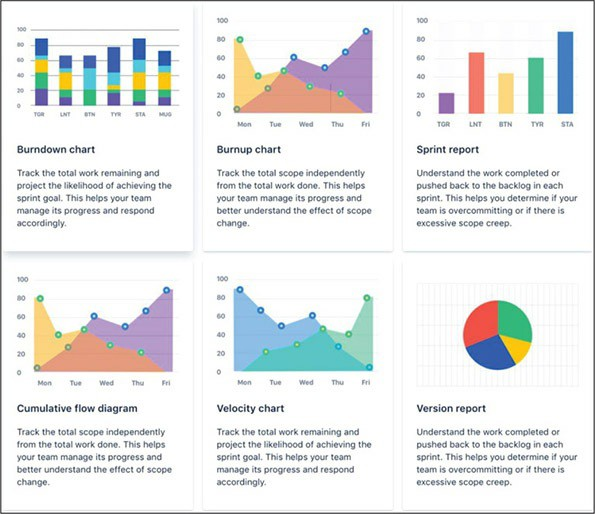 100
80
60
40
20
0
TGR LNT BTN TYR STA MUG
Burndown chart
Track the total work remaining and
project the likelihood of achieving the
sprint goal. This helps your team
manage its progress and respond
accordingly.
100
80
60
40
20
0
Mon Tue Wed Thu Fri
Burnup chart
Track the total scope independently
from the total work done. This helps
your team manage its progress and
better understand the effect of scope
change.
100
80
60
40
20
0
TGR LNT BTN TYR STA
Sprint report
Understand the work completed or
pushed back to the backlog in each
sprint. This helps you determine if your
team is overcommitting or if there is
excessive scope creep.
100
80
60
40
20
0
Mon Tue Wed Thu Fri
Cumulative flow diagram
Track the total scope independently
from the total work done. This helps
your team manage its progress and
better understand the effect of scope
change.
100
80
60
40
20
0
Mon Tue Wed Thu Fri
Velocity chart
Track the total work remaining and
project the likelihood of achieving the
sprint goal. This helps your team
manage its progress and respond
accordingly.
Version report
Understand the work completed or
pushed back to the backlog in each
sprint. This helps you determine if your
team is overcommitting or if there is
excessive scope creep.